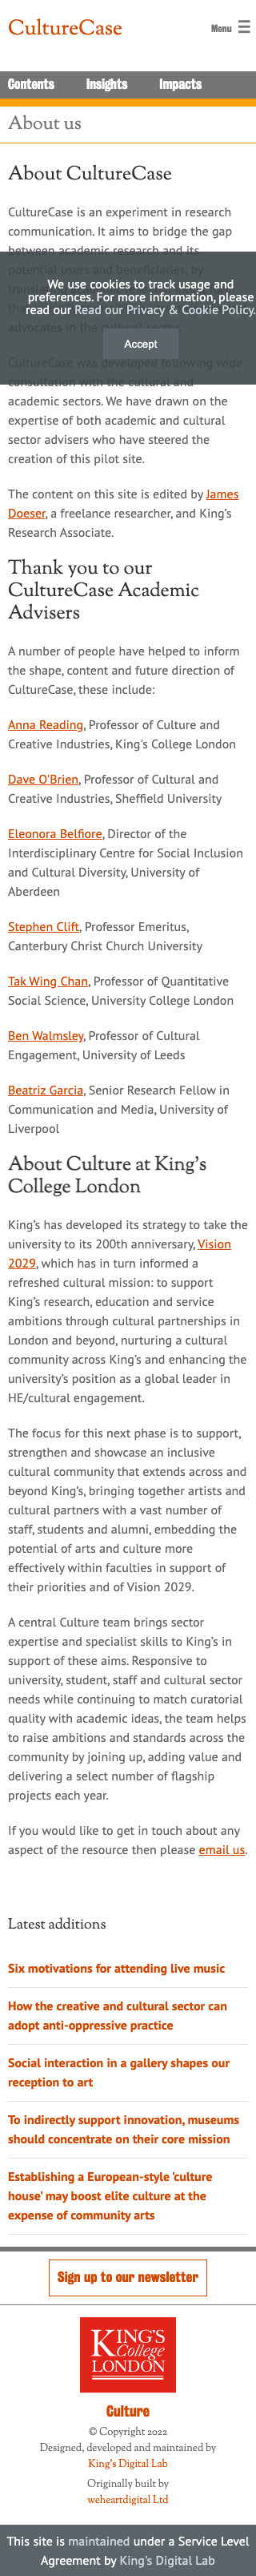 CultureCase
Menu ☰
Contents Insights Impacts
About us
About CultureCase
CultureCase is an experiment in research
communication. It aims to bridge the gap
between academic research and its
potential users and beneficiaries, by
We use cookies to track usage and
preferences. For more information, please
read our Read our Privacy & Cookie Policy.
advocates in the cultural sector.
Accept
CultureCase was developed following wide
consultation with the cultural and
academic sectors. We have drawn on the
expertise of both academic and cultural
sector advisers who have steered the
creation of this pilot site.
The content on this site is edited by James
Doeser, a freelance researcher, and King’s
Research Associate.
Thank you to our
CultureCase Academic
Advisers
A number of people have helped to inform
the shape, content and future direction of
CultureCase, these include:
Anna Reading, Professor of Culture and
Creative Industries, King's College London
Dave O’Brien, Professor of Cultural and
Creative Industries, Sheffield University
Eleonora Belfiore, Director of the
Interdisciplinary Centre for Social Inclusion
and Cultural Diversity, University of
Aberdeen
Stephen Clift, Professor Emeritus,
Canterbury Christ Church University
Tak Wing Chan, Professor of Quantitative
Social Science, University College London
Ben Walmsley, Professor of Cultural
Engagement, University of Leeds
Beatriz Garcia, Senior Research Fellow in
Communication and Media, University of
Liverpool
About Culture at King’s
College London
King’s has developed its strategy to take the
university to its 200th anniversary, Vision
2029, which has in turn informed a
refreshed cultural mission: to support
King’s research, education and service
ambitions through cultural partnerships in
London and beyond, nurturing a cultural
community across King’s and enhancing the
university’s position as a global leader in
HE/cultural engagement.
The focus for this next phase is to support,
strengthen and showcase an inclusive
cultural community that extends across and
beyond King’s, bringing together artists and
cultural partners with a vast number of
staff, students and alumni, embedding the
potential of arts and culture more
effectively within faculties in support of
their priorities and of Vision 2029.
A central Culture team brings sector
expertise and specialist skills to King’s in
support of these aims. Responsive to
university, student, staff and cultural sector
needs while continuing to match curatorial
quality with academic ideas, the team helps
to raise ambitions and standards across the
community by joining up, adding value and
delivering a select number of flagship
projects each year.
If you would like to get in touch about any
aspect of the resource then please email us.
Latest additions
Six motivations for attending live music
How the creative and cultural sector can
adopt anti-oppressive practice
Social interaction in a gallery shapes our
reception to art
To indirectly support innovation, museums
should concentrate on their core mission
Establishing a European-style 'culture
house' may boost elite culture at the
expense of community arts
Sign up to our newsletter
KING'S
College
LONDON
Culture
© Copyright 2022
Designed, developed and maintained by
King's Digital Lab
Originally built by
weheartdigital Ltd
This site is maintained under a Service Level
Agreement by King's Digital Lab